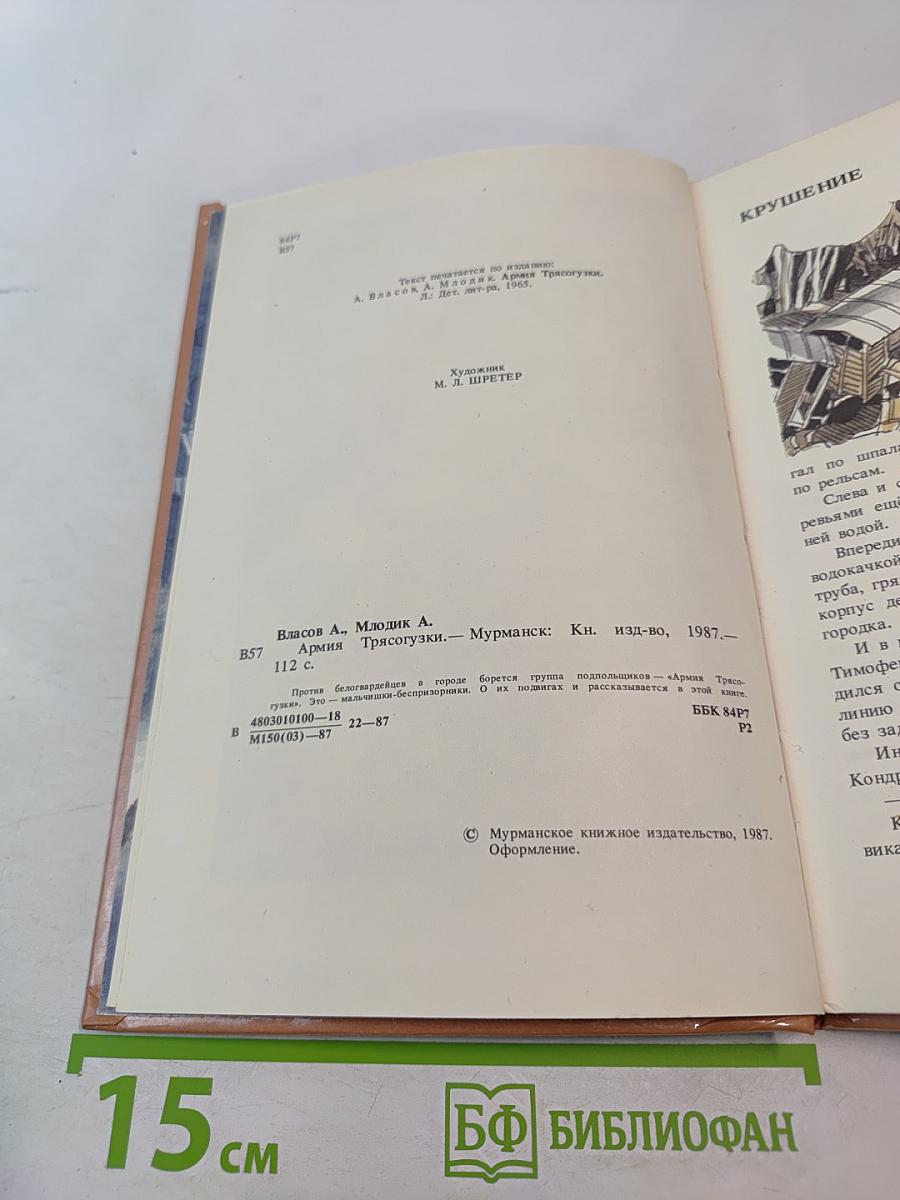 84Р7
В57
Текст печатается по изданию:
А. Власов, А. Млодик. Армия Трясогузки.
Л.: Дет. лит-ра, 1965.
Художник
М. Л. ШРЕТЕР
Власов А., Млодик А.
В57 Армия Трясогузки.— Мурманск: Кн. изд-во, 1987.—
112 с.
Против белогвардейцев в городе борется группа подпольщиков — «Армия Трясо-
гузки». Это — мальчишки-беспризорники. О их подвигах и рассказывается в этой книге.
В 4803010100—18 22—87
М150(03)—87
ББК 84Р7
Р2
© Мурманское книжное издательство, 1987.
Оформление.
КРУШЕНИЕ
гал по шпала
по рельсам.
Слева и с
ревьями ещё
ней водой.
Впереди
водокачкой
труба, гря
корпус де
городка.
И в
Тимофе
дился с
линию
без зад
Ин
Кондр
К
вика
15 см
БФ БИБЛИОФАН